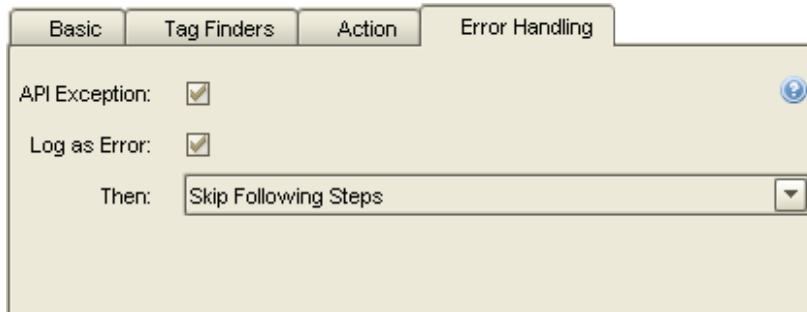 Basic Tag Finders Action Error Handling
API Exception:
Log as Error:
Then: Skip Following Steps